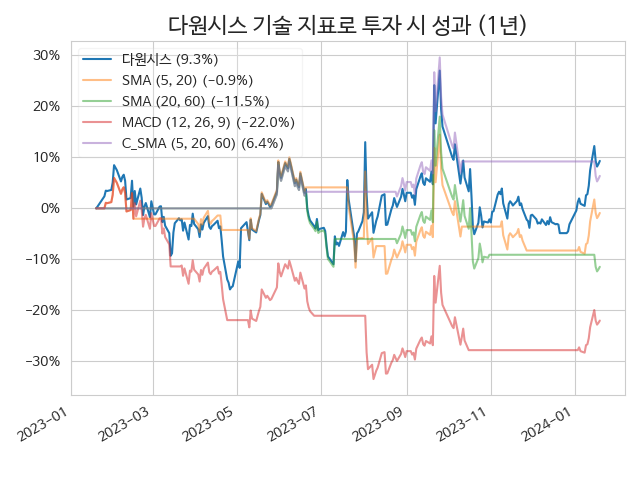 다원시스 기술 지표로 투자 시 성과 (1년)
30%
20%
10%
0%
−10%
−20%
−30%
다원시스 (9.3%)
SMA (5, 20) (−0.9%)
SMA (20, 60) (−11.5%)
MACD (12, 26, 9) (−22.0%)
C_SMA (5, 20, 60) (6.4%)
2023−01
2023−03
2023−05
2023−07
2023−09
2023−11
2024−01